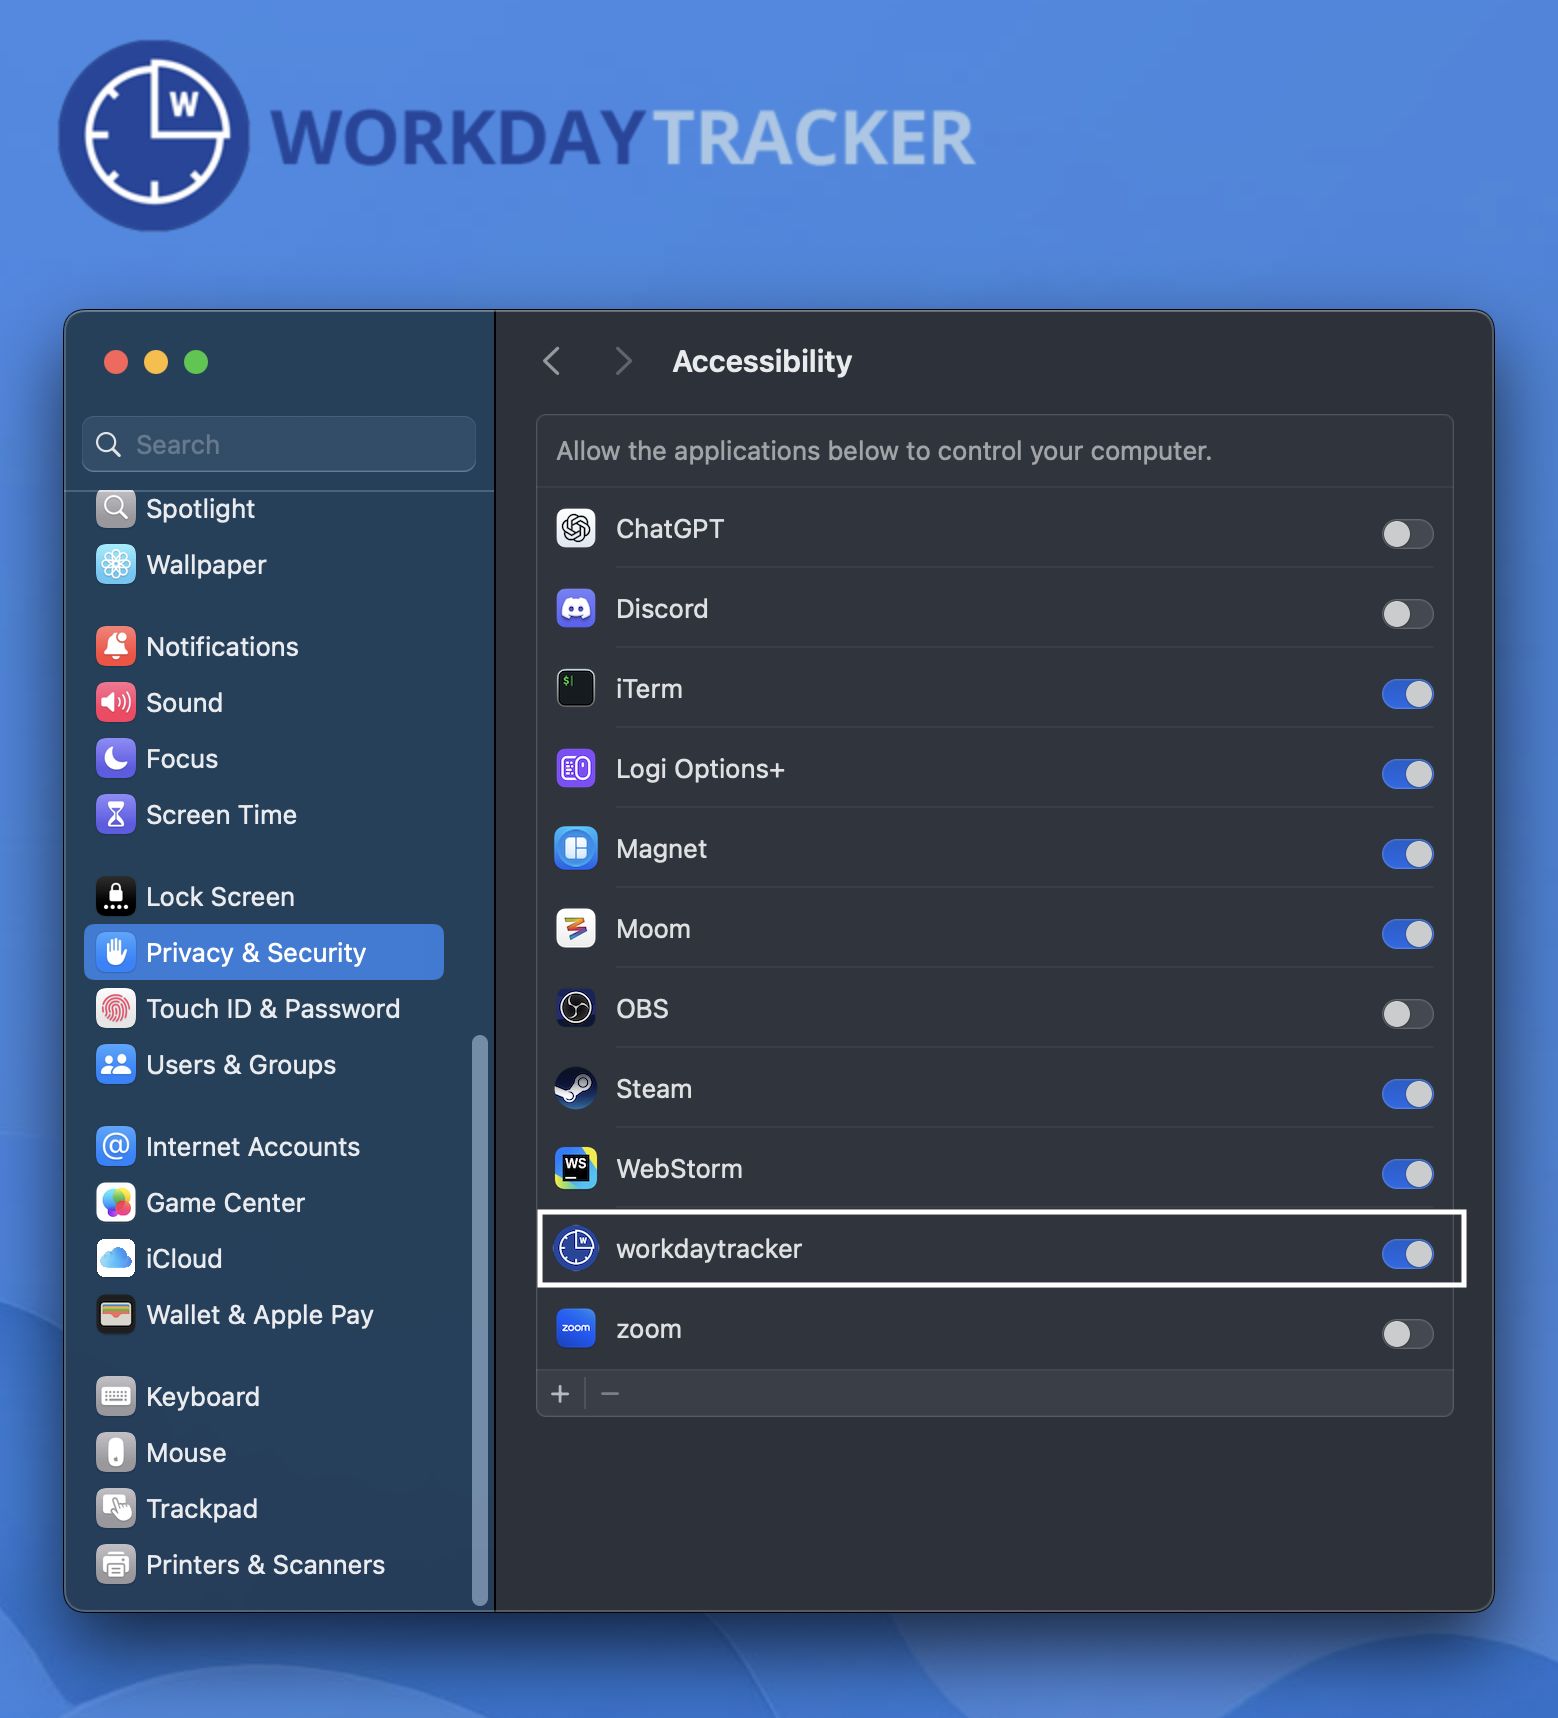 W
WORKDAYTRACKER
Accessibility
Search
Spotlight
Wallpaper
Notifications
Sound
Focus
Screen Time
Lock Screen
Privacy & Security
Touch ID & Password
Users & Groups
@
Internet Accounts
Game Center
iCloud
Wallet & Apple Pay
Keyboard
Mouse
Trackpad
Printers & Scanners
Allow the applications below to control your computer.
ChatGPT
Discord
$
iTerm
Logi Options+
Magnet
Moom
OBS
Steam
WS
WebStorm
W
workdaytracker
zoom
zoom
+ −